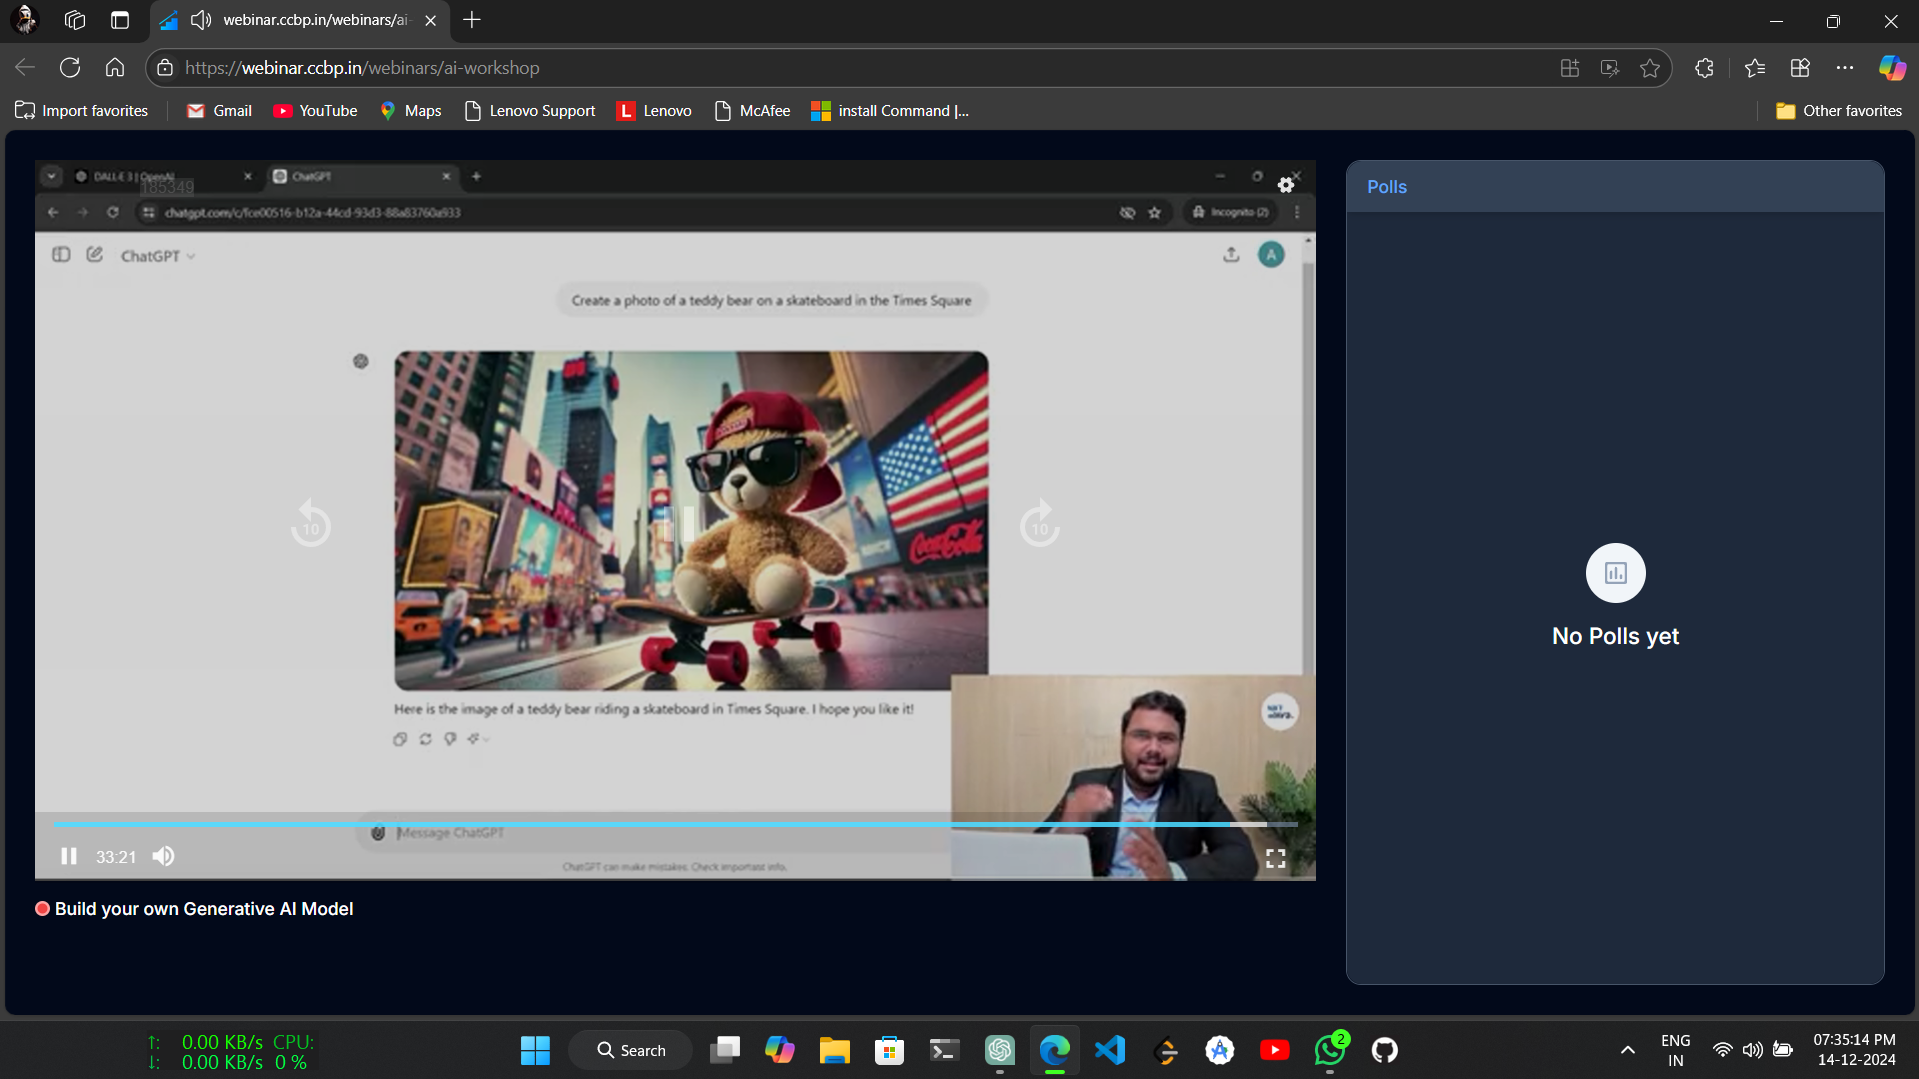 webinar.ccbp.in/webinars/ai-
https://webinar.ccbp.in/webinars/ai-workshop
Import favorites
Gmail
YouTube
Maps
Lenovo Support
L Lenovo
McAfee
install Command |...
Other favorites
DALL·E 3 | OpenAI
185349
ChatGPT
chatgpt.com/c/fce00516-b12a-44cd-93d3-88a83760a933
Incognito (2)
ChatGPT
A
Create a photo of a teddy bear on a skateboard in the Times Square
Coca-Cola
10
10
Here is the image of a teddy bear riding a skateboard in Times Square. I hope you like it!
Message ChatGPT
33:21
ChatGPT can make mistakes. Check important info.
Build your own Generative AI Model
Polls
No Polls yet
↑: 0.00 KB/s CPU:
↓: 0.00 KB/s 0 %
Search
2
ENG
IN
07:35:14 PM
14-12-2024